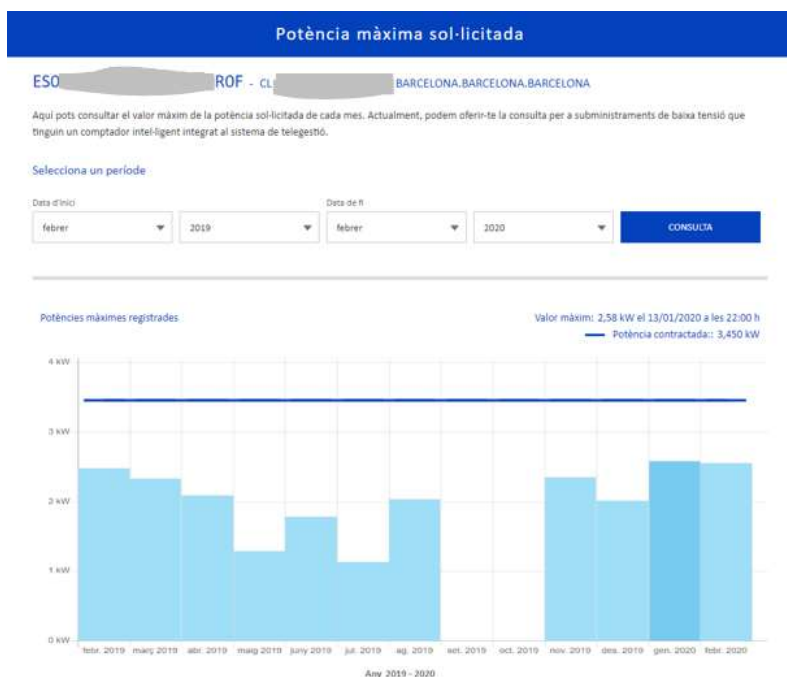 Potència màxima sol·licitada
ES0 R0F - CL BARCELONA.BARCELONA.BARCELONA
Aquí pots consultar el valor màxim de la potència sol·licitada de cada mes. Actualment, podem oferir-te la consulta per a subministraments de baixa tensió que
tinguin un comptador intel·ligent integrat al sistema de telegestió.
Selecciona un període
Data d'Inici Data de fi
febrer 2019 febrer 2020 CONSULTA
Potències màximes registrades Valor màxim: 2,58 kW el 13/01/2020 a les 22:00 h
Potència contractada:: 3,450 kW
4 kW
3 kW
2 kW
1 kW
0 kW
febr. 2019 març 2019 abr. 2019 maig 2019 juny 2019 jul. 2019 ag. 2019 set. 2019 oct. 2019 nov. 2019 des. 2019 gen. 2020 febr. 2020
Any 2019 - 2020